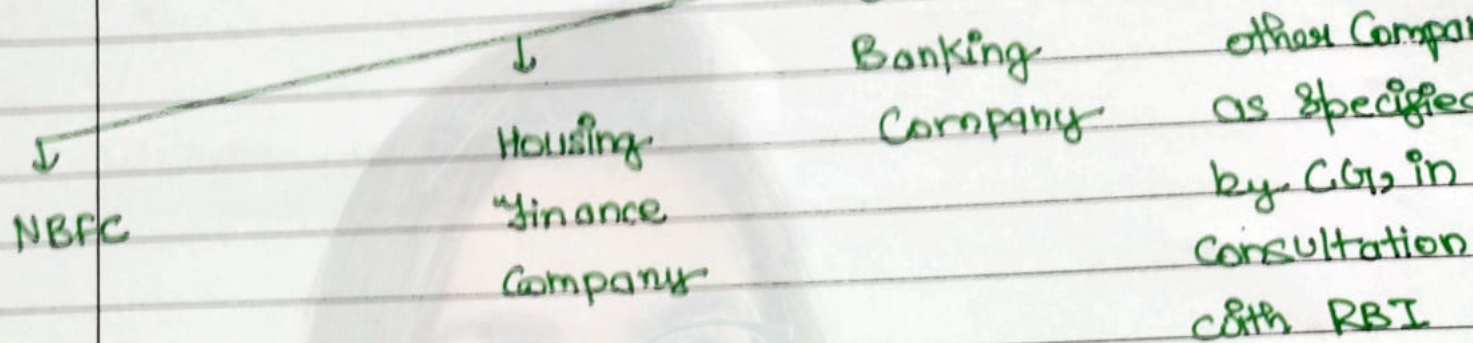 NBFC
Housing
finance
Company
Banking
Company
other Compa
as specified
by CG, in
Consultation
with RBI